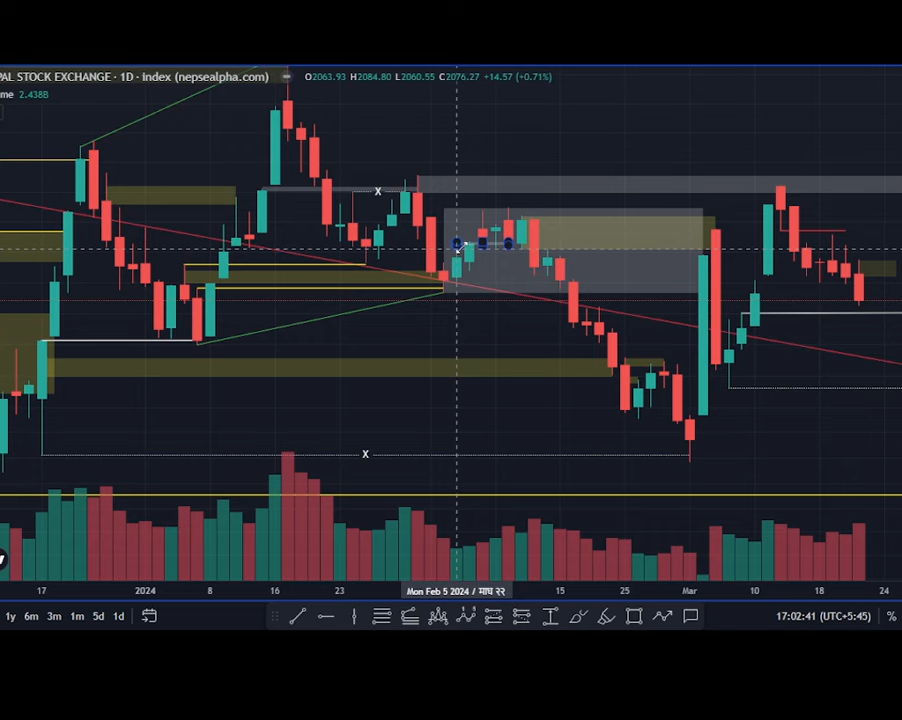 PAL STOCK EXCHANGE · 1D · Index (nepsealpha.com) O2063.93 H2084.80 L2060.55 C2076.27 +14.57 (+0.71%)
me 2.438B
X
X
17 2024 8 16 23 Mon Feb 5 2024 / माघ २२ 15 25 Mar 10 18 24
1y 6m 3m 1m 5d 1d 17:02:41 (UTC+5:45) %